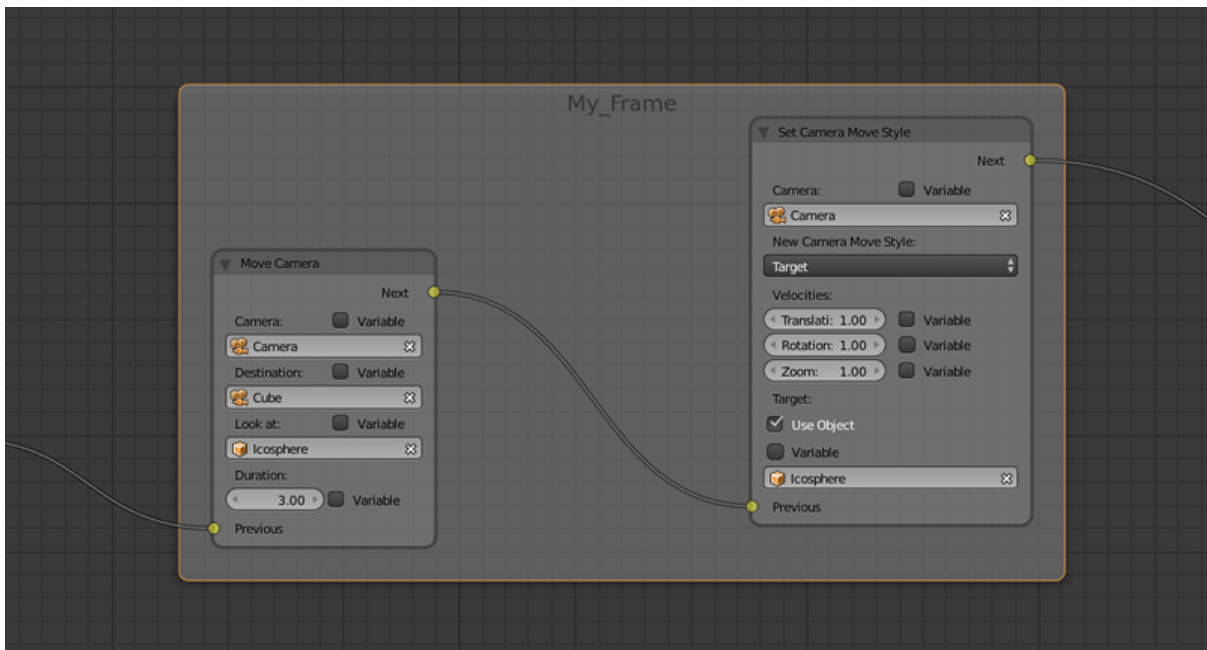 My_Frame
Move Camera
Next
Camera: Variable
Camera
Destination: Variable
Cube
Look at: Variable
Icosphere
Duration:
3.00 Variable
Previous
Set Camera Move Style
Next
Camera: Variable
Camera
New Camera Move Style:
Target
Velocities:
Translati: 1.00 Variable
Rotation: 1.00 Variable
Zoom: 1.00 Variable
Target:
Use Object
Variable
Icosphere
Previous